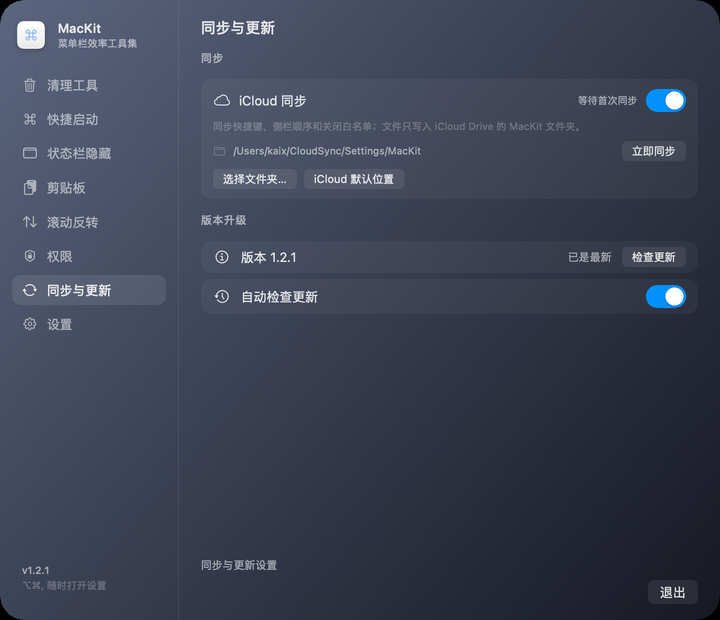 MacKit
菜单栏效率工具集
清理工具
快捷启动
状态栏隐藏
剪贴板
滚动反转
权限
同步与更新
设置
v1.2.1
⌥⌘, 随时打开设置
同步与更新
同步
iCloud 同步
等待首次同步
同步快捷键、侧栏顺序和关闭白名单；文件只写入 iCloud Drive 的 MacKit 文件夹。
/Users/kaix/CloudSync/Settings/MacKit
立即同步
选择文件夹...
iCloud 默认位置
版本升级
版本 1.2.1
已是最新
检查更新
自动检查更新
同步与更新设置
退出